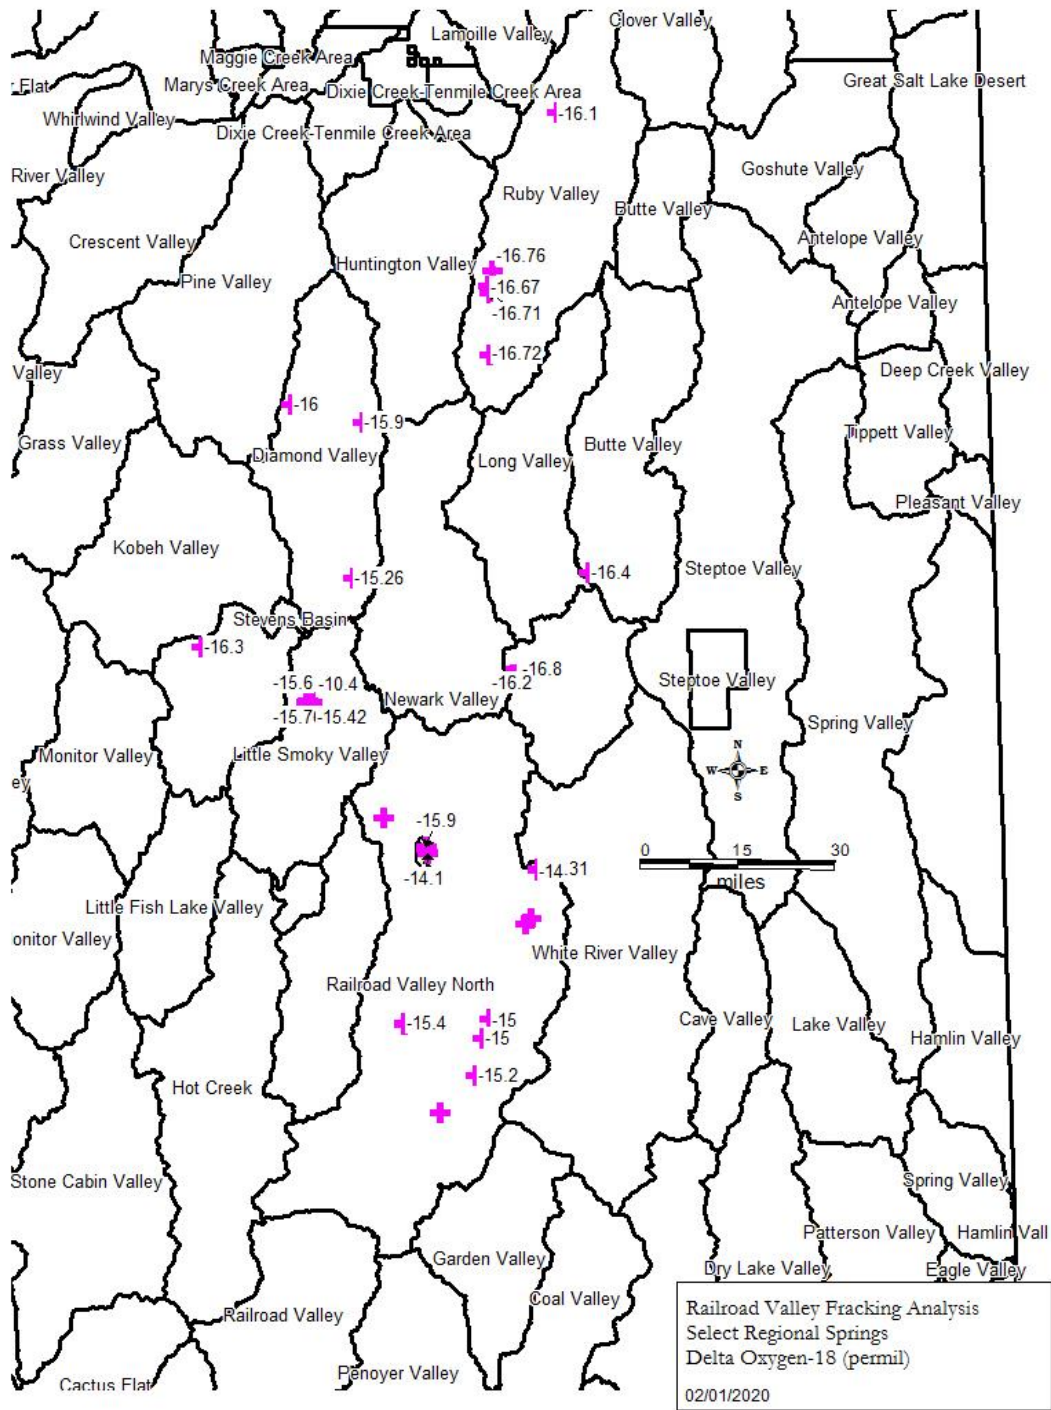 Clover Valley
Lamoille Valley
Maggie Creek Area
Great Salt Lake Desert
r Flat
Marys Creek Area
Dixie Creek-Tenmile Creek Area
-16.1
Whirlwind Valley
Dixie Creek-Tenmile Creek Area
River Valley
Goshute Valley
Ruby Valley
Butte Valley
Crescent Valley
Antelope Valley
-16.76
Huntington Valley
Pine Valley
-16.67
Antelope Valley
-16.71
-16.72
Valley
Deep Creek Valley
-16
-15.9
Grass Valley
Tippett Valley
Butte Valley
Diamond Valley
Long Valley
Pleasant Valley
Kobeh Valley
-15.26
-16.4
Steptoe Valley
Stevens Basin
-16.3
-16.8
-15.6
-10.4
-16.2
Steptoe Valley
Newark Valley
-15.42
Spring Valley
Monitor Valley
Little Smoky Valley
N
W
E
S
ey
-15.9
0 15 30
miles
-14.31
-14.1
Little Fish Lake Valley
onitor Valley
White River Valley
Railroad Valley North
-15
-15.4
Cave Valley
Lake Valley
-15
Hamlin Valley
-15.2
Hot Creek
Stone Cabin Valley
Spring Valley
Patterson Valley
Hamlin Vall
Garden Valley
Dry Lake Valley
Eagle Valley
Coal Valley
Railroad Valley
Penoyer Valley
Cactus Flat
Railroad Valley Fracking Analysis
Select Regional Springs
Delta Oxygen-18 (permil)
02/01/2020